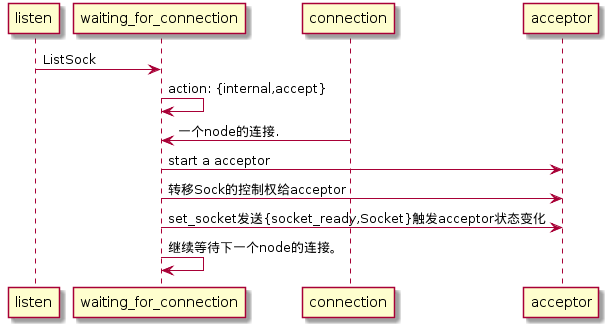 listen
waiting_for_connection
connection
acceptor
ListSock
action: {internal,accept}
一个node的连接.
start a acceptor
转移Sock的控制权给acceptor
set_socket发送{socket_ready,Socket}触发acceptor状态变化
继续等待下一个node的连接。
listen
waiting_for_connection
connection
acceptor